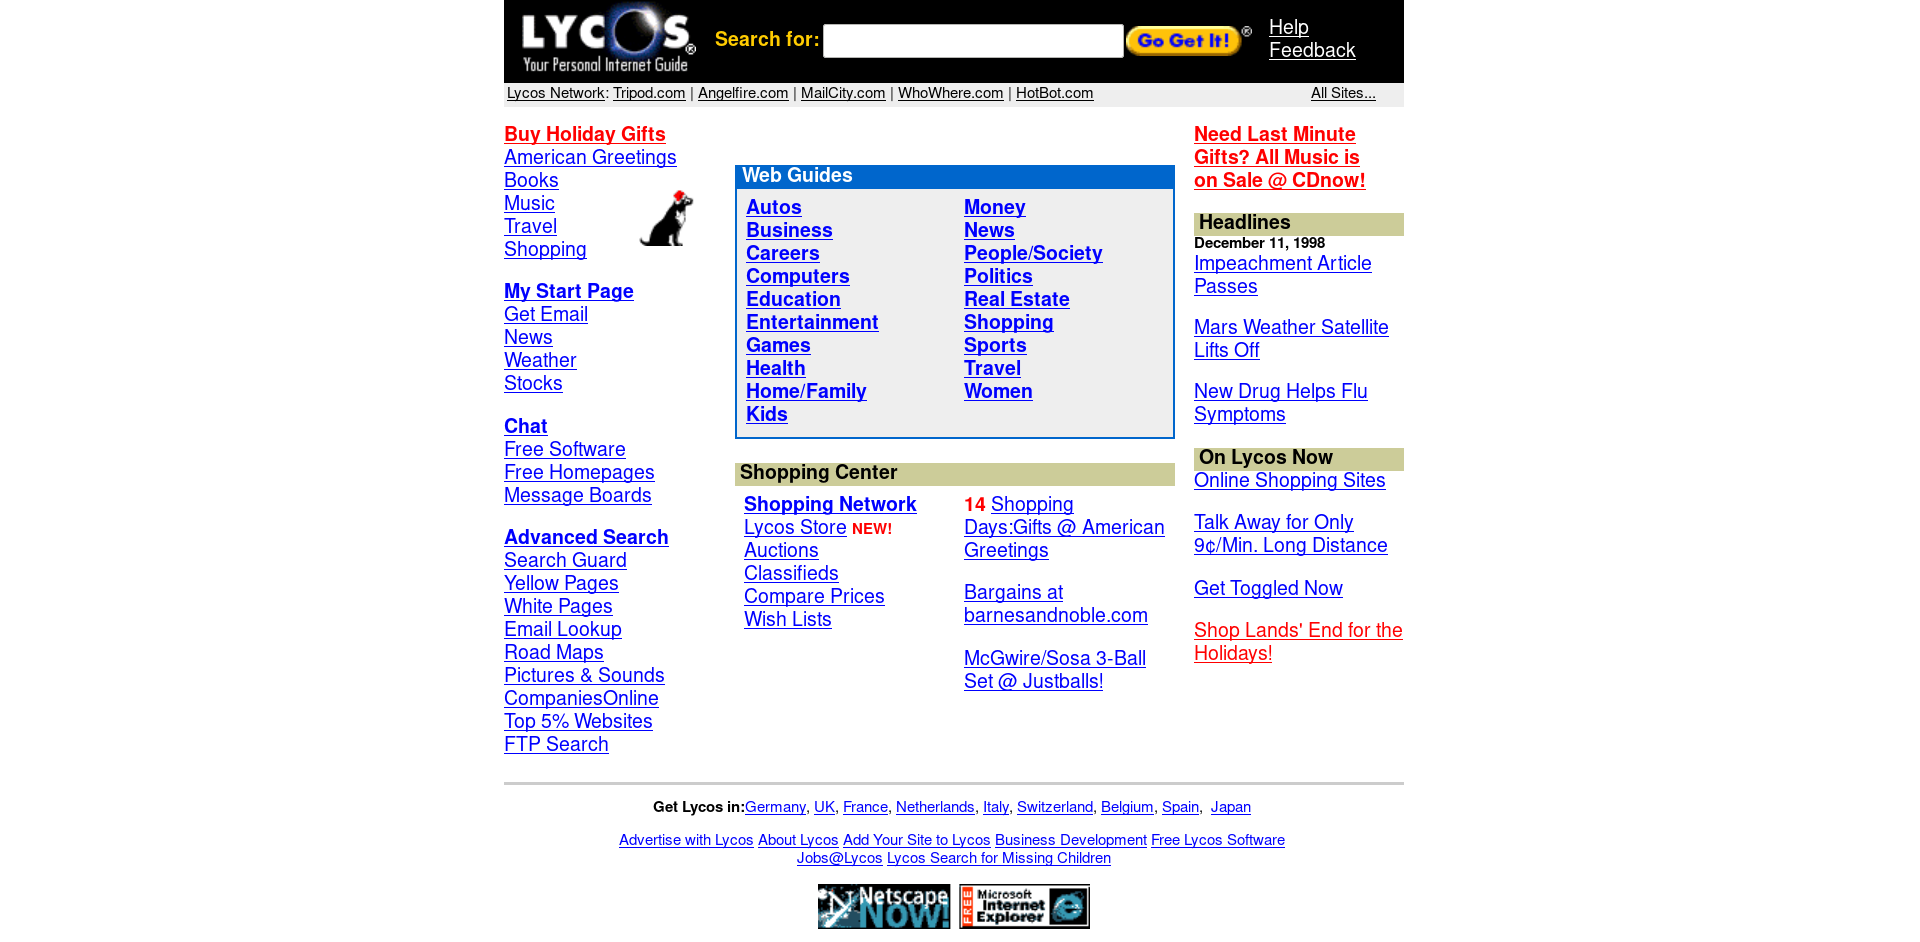 LYCOS®
Your Personal Internet Guide
Search for:
Go Get It!®
Help
Feedback
Lycos Network: Tripod.com | Angelfire.com | MailCity.com | WhoWhere.com | HotBot.com
All Sites...
Buy Holiday Gifts
American Greetings
Books
Music
Travel
Shopping
My Start Page
Get Email
News
Weather
Stocks
Chat
Free Software
Free Homepages
Message Boards
Advanced Search
Search Guard
Yellow Pages
White Pages
Email Lookup
Road Maps
Pictures & Sounds
CompaniesOnline
Top 5% Websites
FTP Search
Web Guides
Autos
Business
Careers
Computers
Education
Entertainment
Games
Health
Home/Family
Kids
Money
News
People/Society
Politics
Real Estate
Shopping
Sports
Travel
Women
Shopping Center
Shopping Network
Lycos Store NEW!
Auctions
Classifieds
Compare Prices
Wish Lists
14 Shopping
Days:Gifts @ American
Greetings
Bargains at
barnesandnoble.com
McGwire/Sosa 3-Ball
Set @ Justballs!
Need Last Minute
Gifts? All Music is
on Sale @ CDnow!
Headlines
December 11, 1998
Impeachment Article
Passes
Mars Weather Satellite
Lifts Off
New Drug Helps Flu
Symptoms
On Lycos Now
Online Shopping Sites
Talk Away for Only
9¢/Min. Long Distance
Get Toggled Now
Shop Lands' End for the
Holidays!
Get Lycos in:Germany, UK, France, Netherlands, Italy, Switzerland, Belgium, Spain, Japan
Advertise with Lycos About Lycos Add Your Site to Lycos Business Development Free Lycos Software
Jobs@Lycos Lycos Search for Missing Children
N Netscape
NOW!
FREE
Microsoft
Internet
Explorer